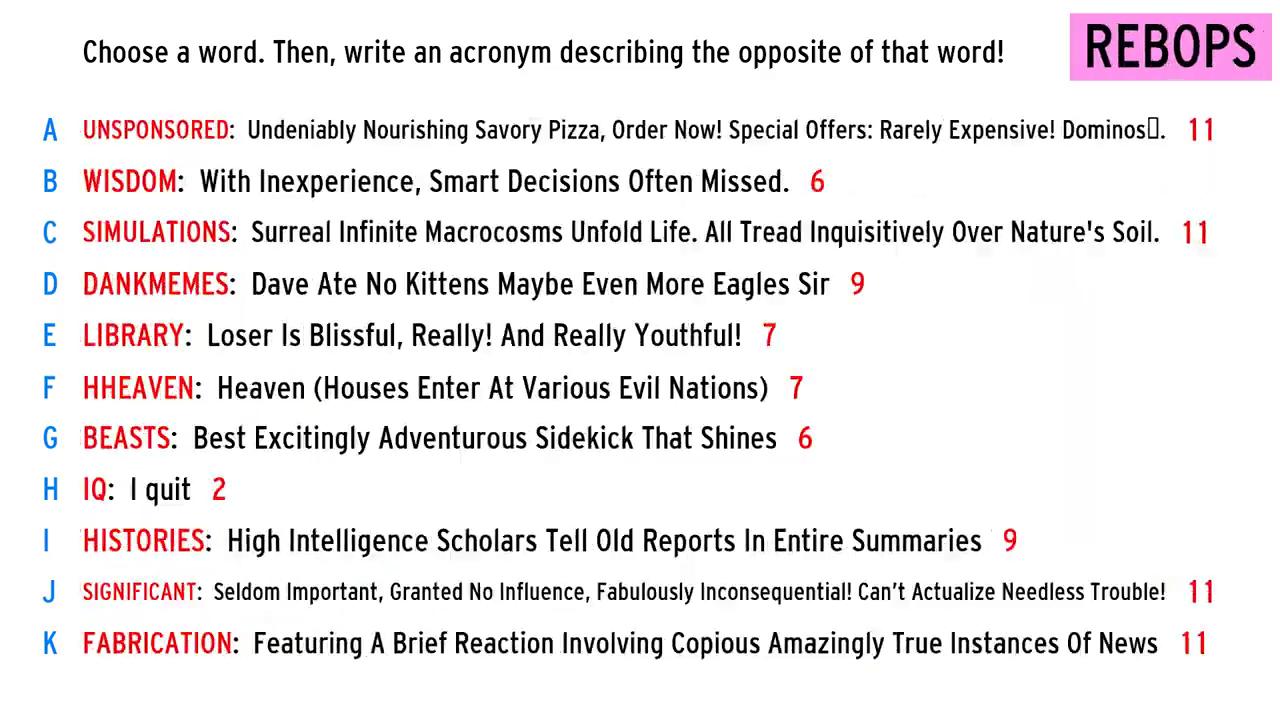 Choose a word. Then, write an acronym describing the opposite of that word!
REBOPS
A UNSPONSORED: Undeniably Nourishing Savory Pizza, Order Now! Special Offers: Rarely Expensive! Dominos▯. 11
B WISDOM: With Inexperience, Smart Decisions Often Missed. 6
C SIMULATIONS: Surreal Infinite Macrocosms Unfold Life. All Tread Inquisitively Over Nature's Soil. 11
D DANKMEMES: Dave Ate No Kittens Maybe Even More Eagles Sir 9
E LIBRARY: Loser Is Blissful, Really! And Really Youthful! 7
F HHEAVEN: Heaven (Houses Enter At Various Evil Nations) 7
G BEASTS: Best Excitingly Adventurous Sidekick That Shines 6
H IQ: I quit 2
I HISTORIES: High Intelligence Scholars Tell Old Reports In Entire Summaries 9
J SIGNIFICANT: Seldom Important, Granted No Influence, Fabulously Inconsequential! Can’t Actualize Needless Trouble! 11
K FABRICATION: Featuring A Brief Reaction Involving Copious Amazingly True Instances Of News 11